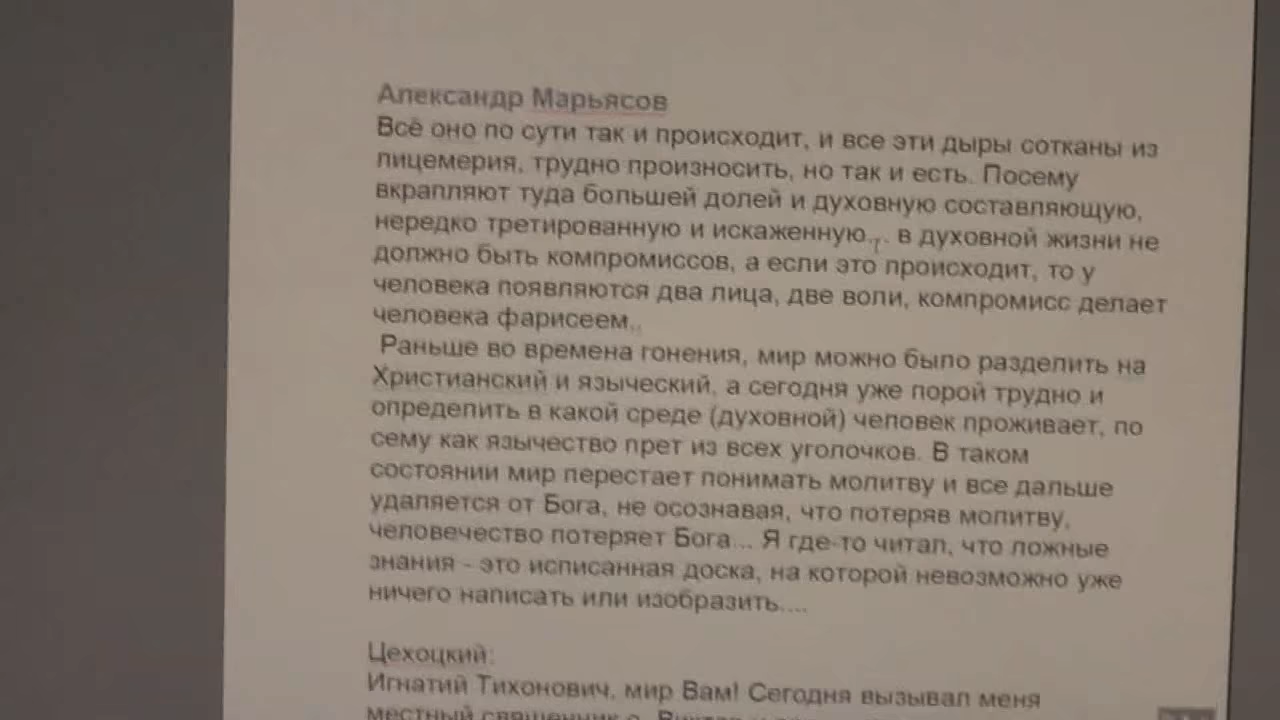 Александр Марьясов
Всё оно по сути так и происходит, и все эти дыры сотканы из
лицемерия, трудно произносить, но так и есть. Посему
вкрапляют туда большей долей и духовную составляющую,
нередко третированную и искаженную.,. в духовной жизни не
должно быть компромиссов, а если это происходит, то у
человека появляются два лица, две воли, компромисс делает
человека фарисеем,.
Раньше во времена гонения, мир можно было разделить на
Христианский и языческий, а сегодня уже порой трудно и
определить в какой среде (духовной) человек проживает, по
сему как язычество прет из всех уголочков. В таком
состоянии мир перестает понимать молитву и все дальше
удаляется от Бога, не осознавая, что потеряв молитву,
человечество потеряет Бога... Я где-то читал, что ложные
знания - это исписанная доска, на которой невозможно уже
ничего написать или изобразить....
Цехоцкий:
Игнатий Тихонович, мир Вам! Сегодня вызывал меня
местный священник о. Виктор и